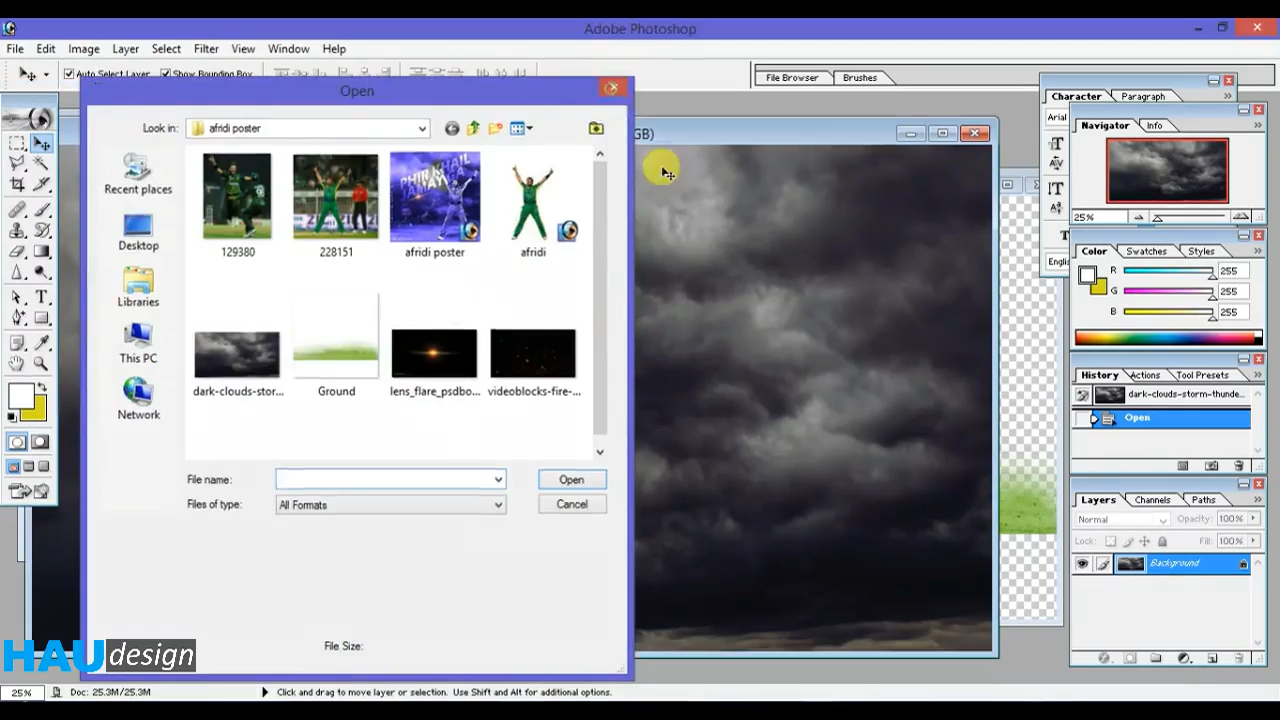 Adobe Photoshop
File Edit Image Layer Select Filter View Window Help
Auto Select Layer Show Bounding Box
File Browser Brushes
Open
Look in: afridi poster
Recent places
Desktop
Libraries
This PC
Network
129380 228151 afridi poster afridi
dark-clouds-stor... Ground lens_flare_psdbo... videoblocks-fire-...
File name: Open
Files of type: All Formats Cancel
File Size:
GB)
Character Paragraph
Arial
Engli
Navigator Info
25%
Color Swatches Styles
R 255
G 255
B 255
History Actions Tool Presets
dark-clouds-storm-thunde...
Open
Layers Channels Paths
Normal Opacity: 100%
Lock: Fill: 100%
Background
HAU design
25% Doc: 25.3M/25.3M Click and drag to move layer or selection. Use Shift and Alt for additional options.